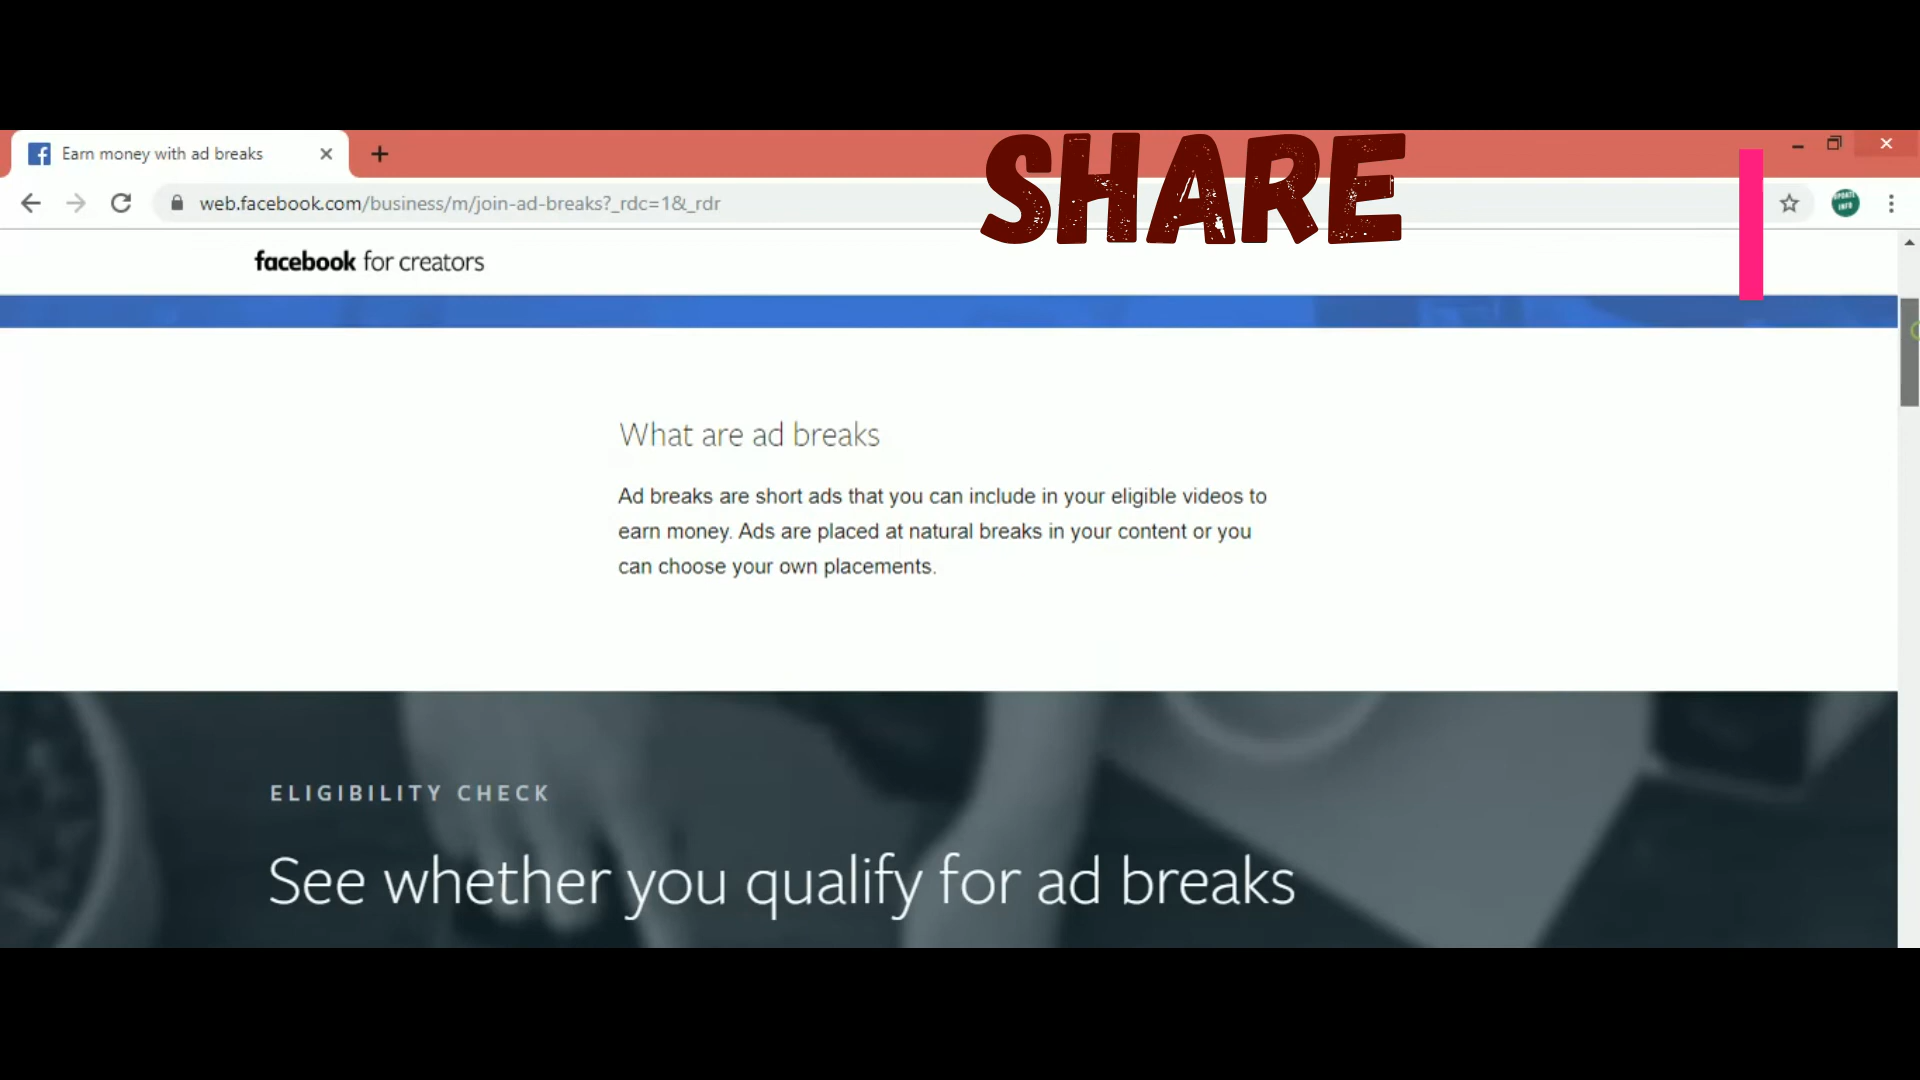 SHARE
Earn money with ad breaks
web.facebook.com/business/m/join-ad-breaks?_rdc=1&_rdr
UPDATE
INFO
facebook for creators
What are ad breaks
Ad breaks are short ads that you can include in your eligible videos to
earn money. Ads are placed at natural breaks in your content or you
can choose your own placements.
ELIGIBILITY CHECK
See whether you qualify for ad breaks